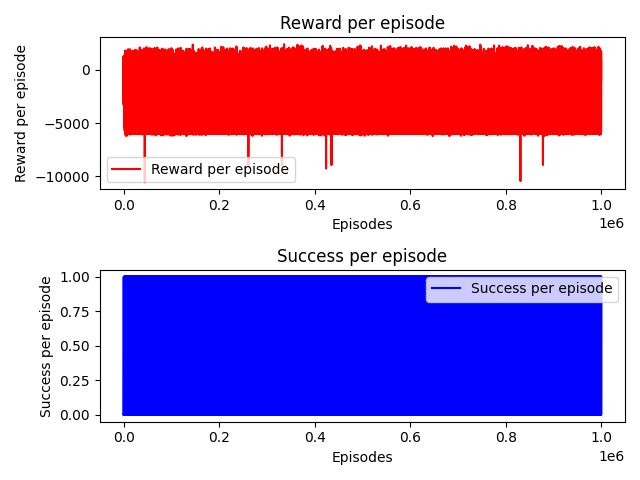 Reward per episode
Reward per episode
0
−5000
−10000
Reward per episode
0.0 0.2 0.4 0.6 0.8 1.0
1e6
Episodes
Success per episode
Success per episode
1.00
0.75
0.50
0.25
0.00
Success per episode
0.0 0.2 0.4 0.6 0.8 1.0
1e6
Episodes